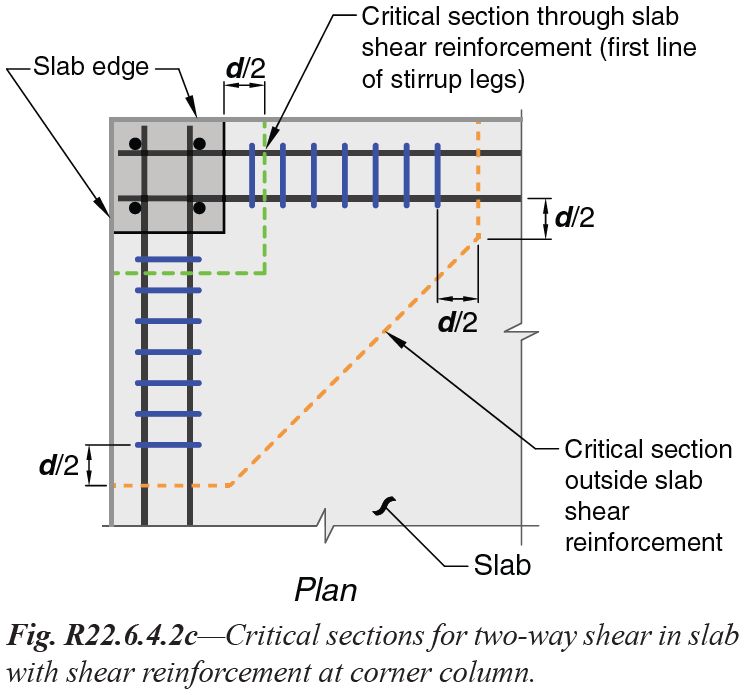 Critical section through slab
shear reinforcement (first line
of stirrup legs)
Slab edge
d/2
d/2
d/2
d/2
Critical section
outside slab
shear
reinforcement
Slab
Plan
Fig. R22.6.4.2c—Critical sections for two-way shear in slab
with shear reinforcement at corner column.